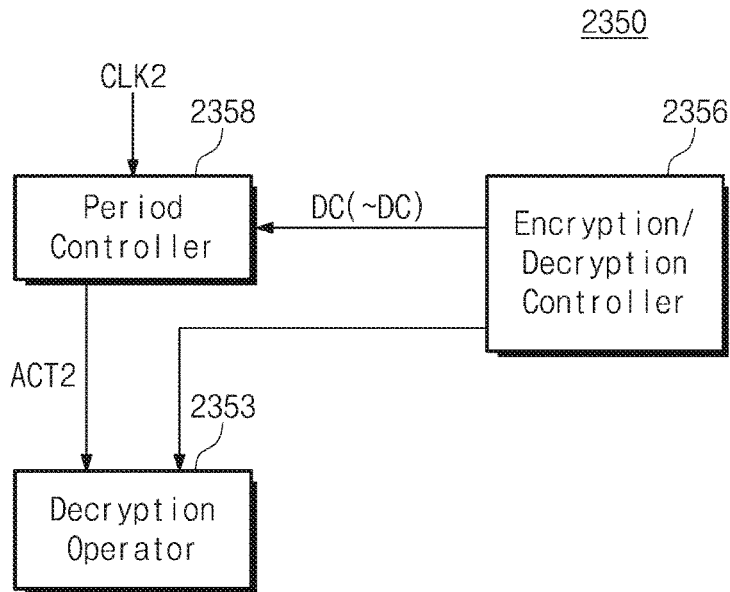 2350
CLK2
2358
2356
Period
Controller
DC(~DC)
Encryption/
Decryption
Controller
ACT2
2353
Decryption
Operator